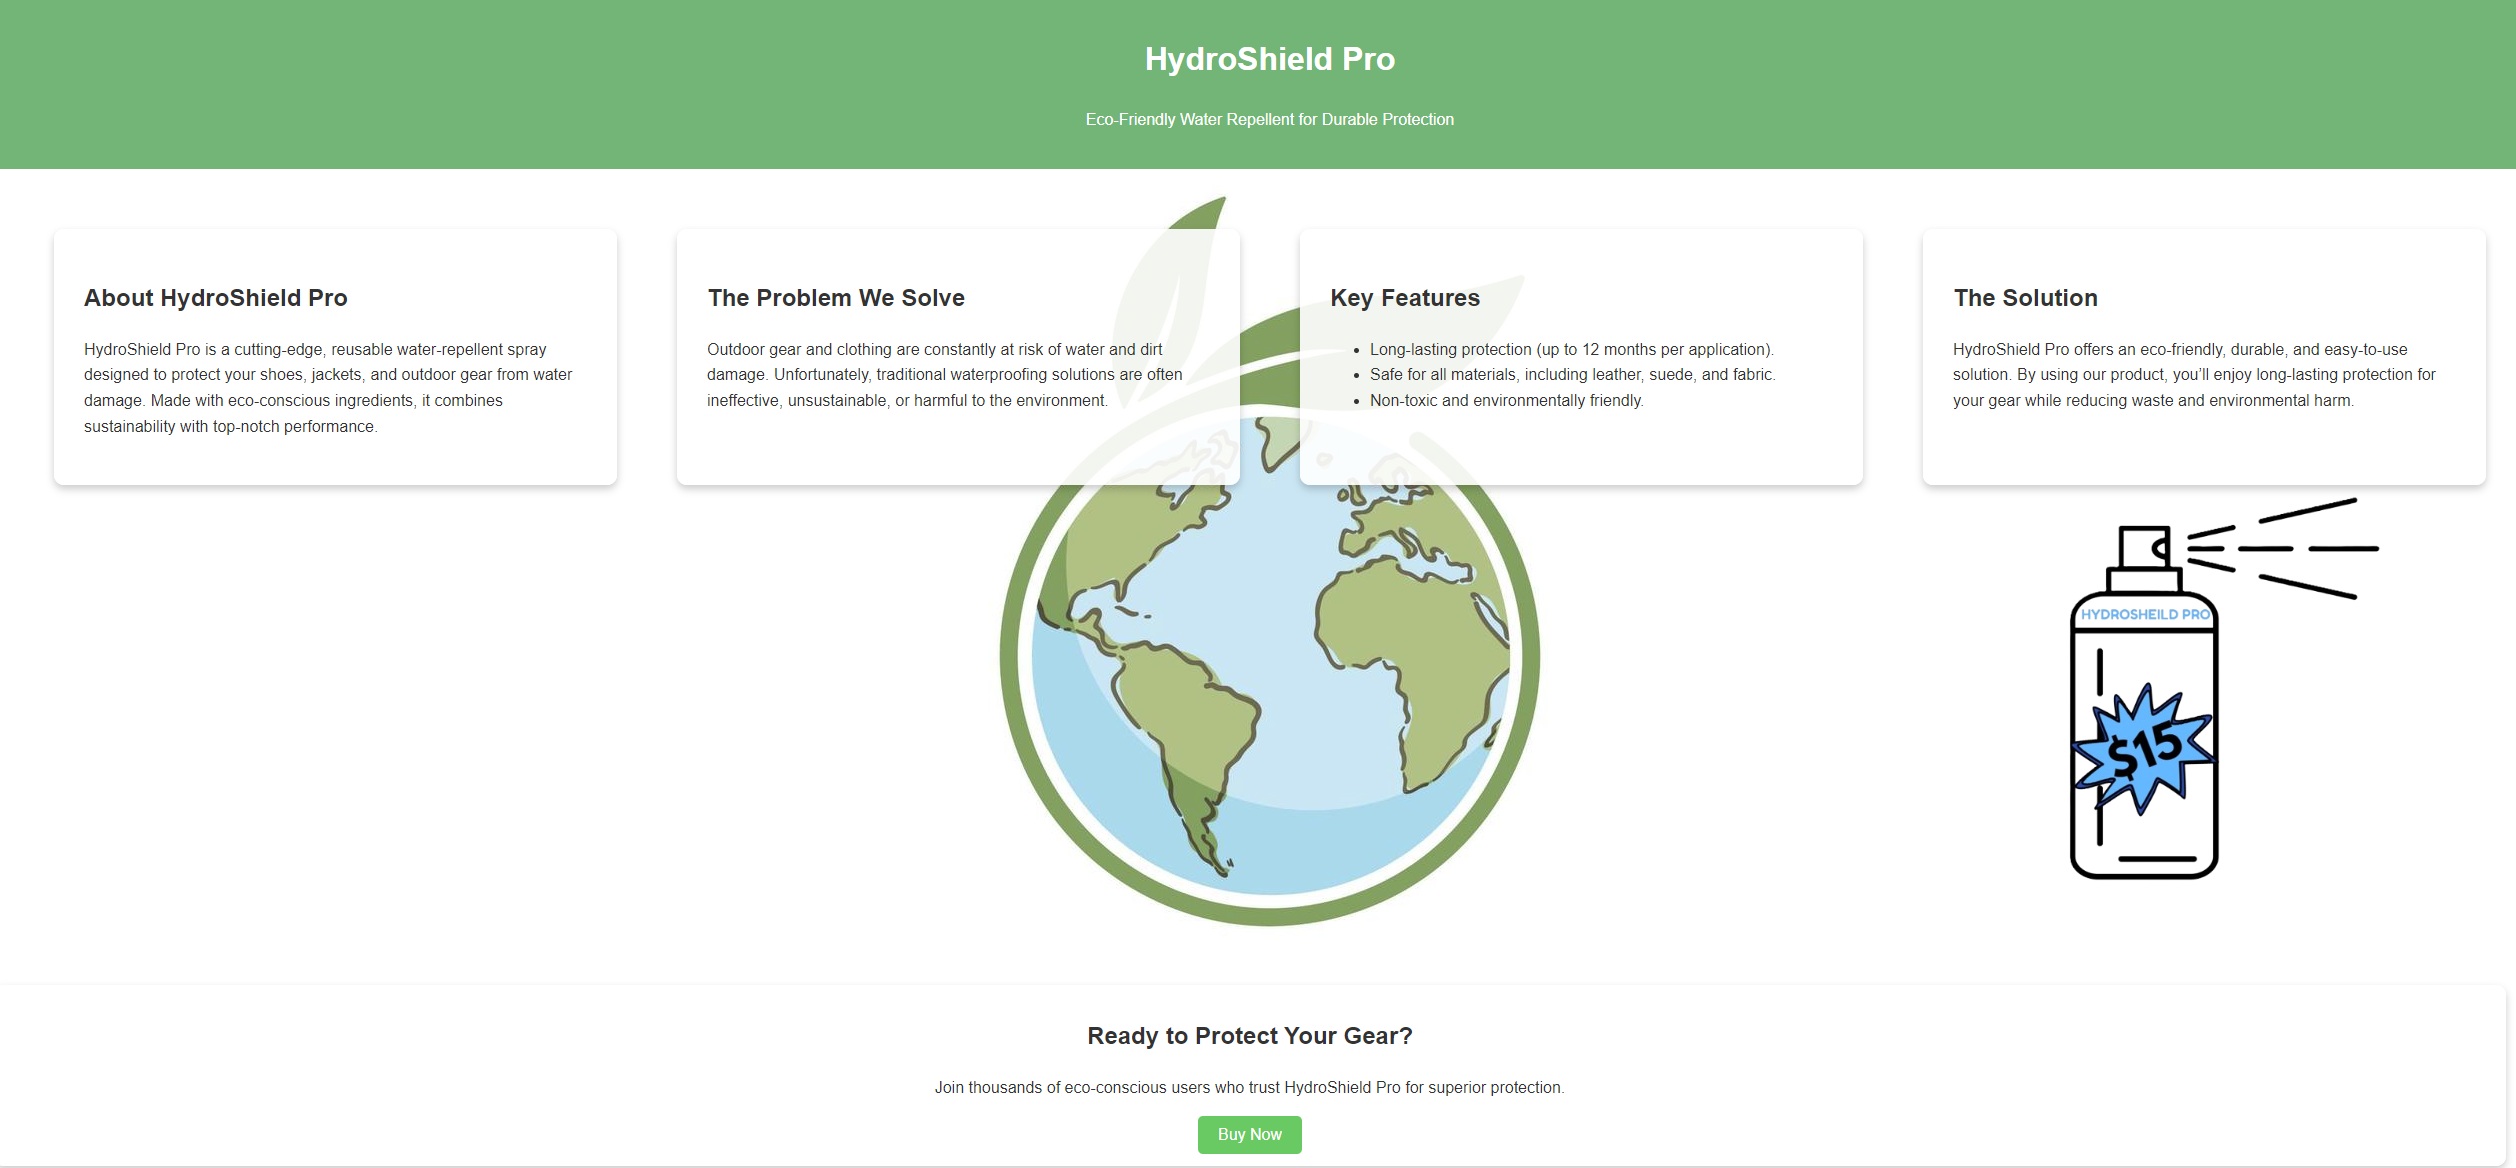 HydroShield Pro
Eco-Friendly Water Repellent for Durable Protection
About HydroShield Pro
HydroShield Pro is a cutting-edge, reusable water-repellent spray
designed to protect your shoes, jackets, and outdoor gear from water
damage. Made with eco-conscious ingredients, it combines
sustainability with top-notch performance.
The Problem We Solve
Outdoor gear and clothing are constantly at risk of water and dirt
damage. Unfortunately, traditional waterproofing solutions are often
ineffective, unsustainable, or harmful to the environment.
Key Features
• Long-lasting protection (up to 12 months per application).
• Safe for all materials, including leather, suede, and fabric.
• Non-toxic and environmentally friendly.
The Solution
HydroShield Pro offers an eco-friendly, durable, and easy-to-use
solution. By using our product, you’ll enjoy long-lasting protection for
your gear while reducing waste and environmental harm.
HYDROSHEILD PRO
$15
Ready to Protect Your Gear?
Join thousands of eco-conscious users who trust HydroShield Pro for superior protection.
Buy Now